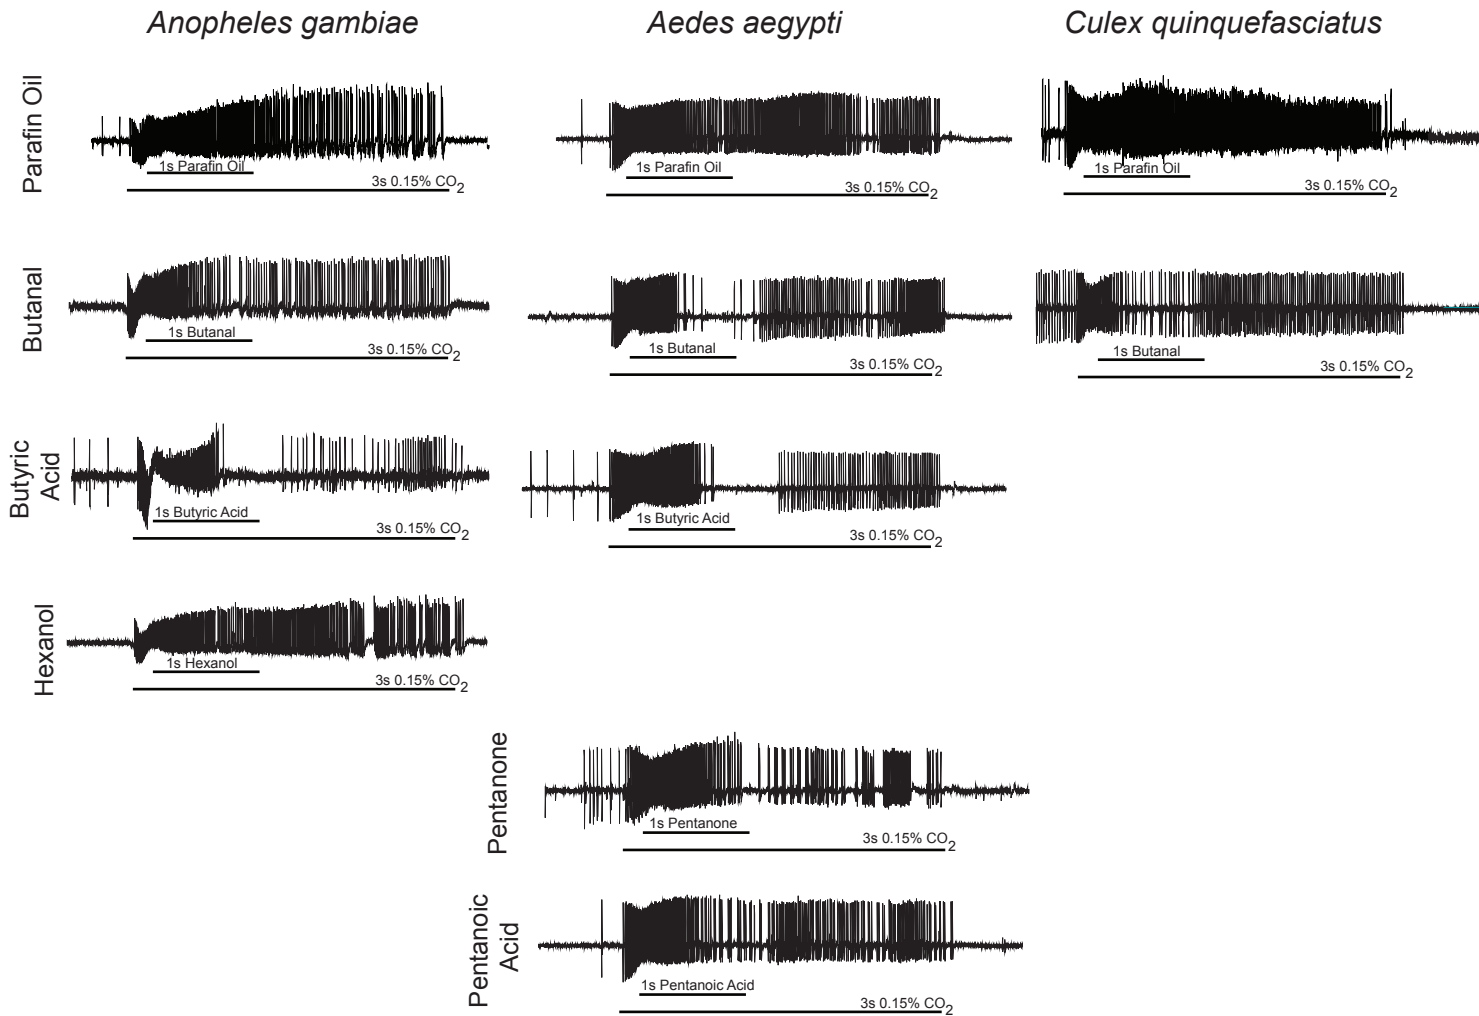 Anopheles gambiae
Aedes aegypti
Culex quinquefasciatus
Parafin Oil
1s Parafin Oil
3s 0.15% CO2
1s Parafin Oil
3s 0.15% CO2
1s Parafin Oil
3s 0.15% CO2
Butanal
1s Butanal
3s 0.15% CO2
1s Butanal
3s 0.15% CO2
1s Butanal
3s 0.15% CO2
Butyric
Acid
1s Butyric Acid
3s 0.15% CO2
1s Butyric Acid
3s 0.15% CO2
Hexanol
1s Hexanol
3s 0.15% CO2
Pentanone
1s Pentanone
3s 0.15% CO2
Pentanoic
Acid
1s Pentanoic Acid
3s 0.15% CO2